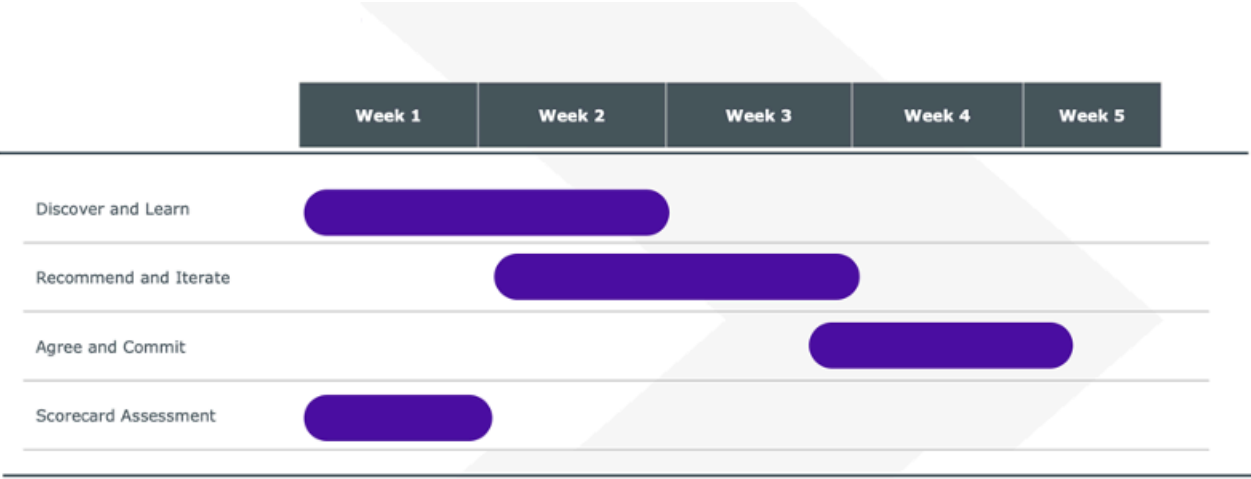 Week 1 Week 2 Week 3 Week 4 Week 5
Discover and Learn
Recommend and Iterate
Agree and Commit
Scorecard Assessment